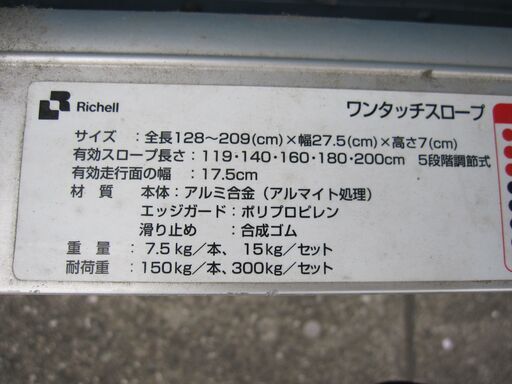 Richell
ワンタッチスロープ
サイズ：全長128～209(cm)×幅27.5(cm)×高さ7(cm)
有効スロープ長さ：119・140・160・180・200cm　5段階調節式
有効走行面の幅：17.5cm
材　質　本体：アルミ合金（アルマイト処理）
エッジガード：ポリプロピレン
滑り止め：合成ゴム
重　量　：7.5kg／本、15kg／セット
耐荷重：150kg／本、300kg／セット